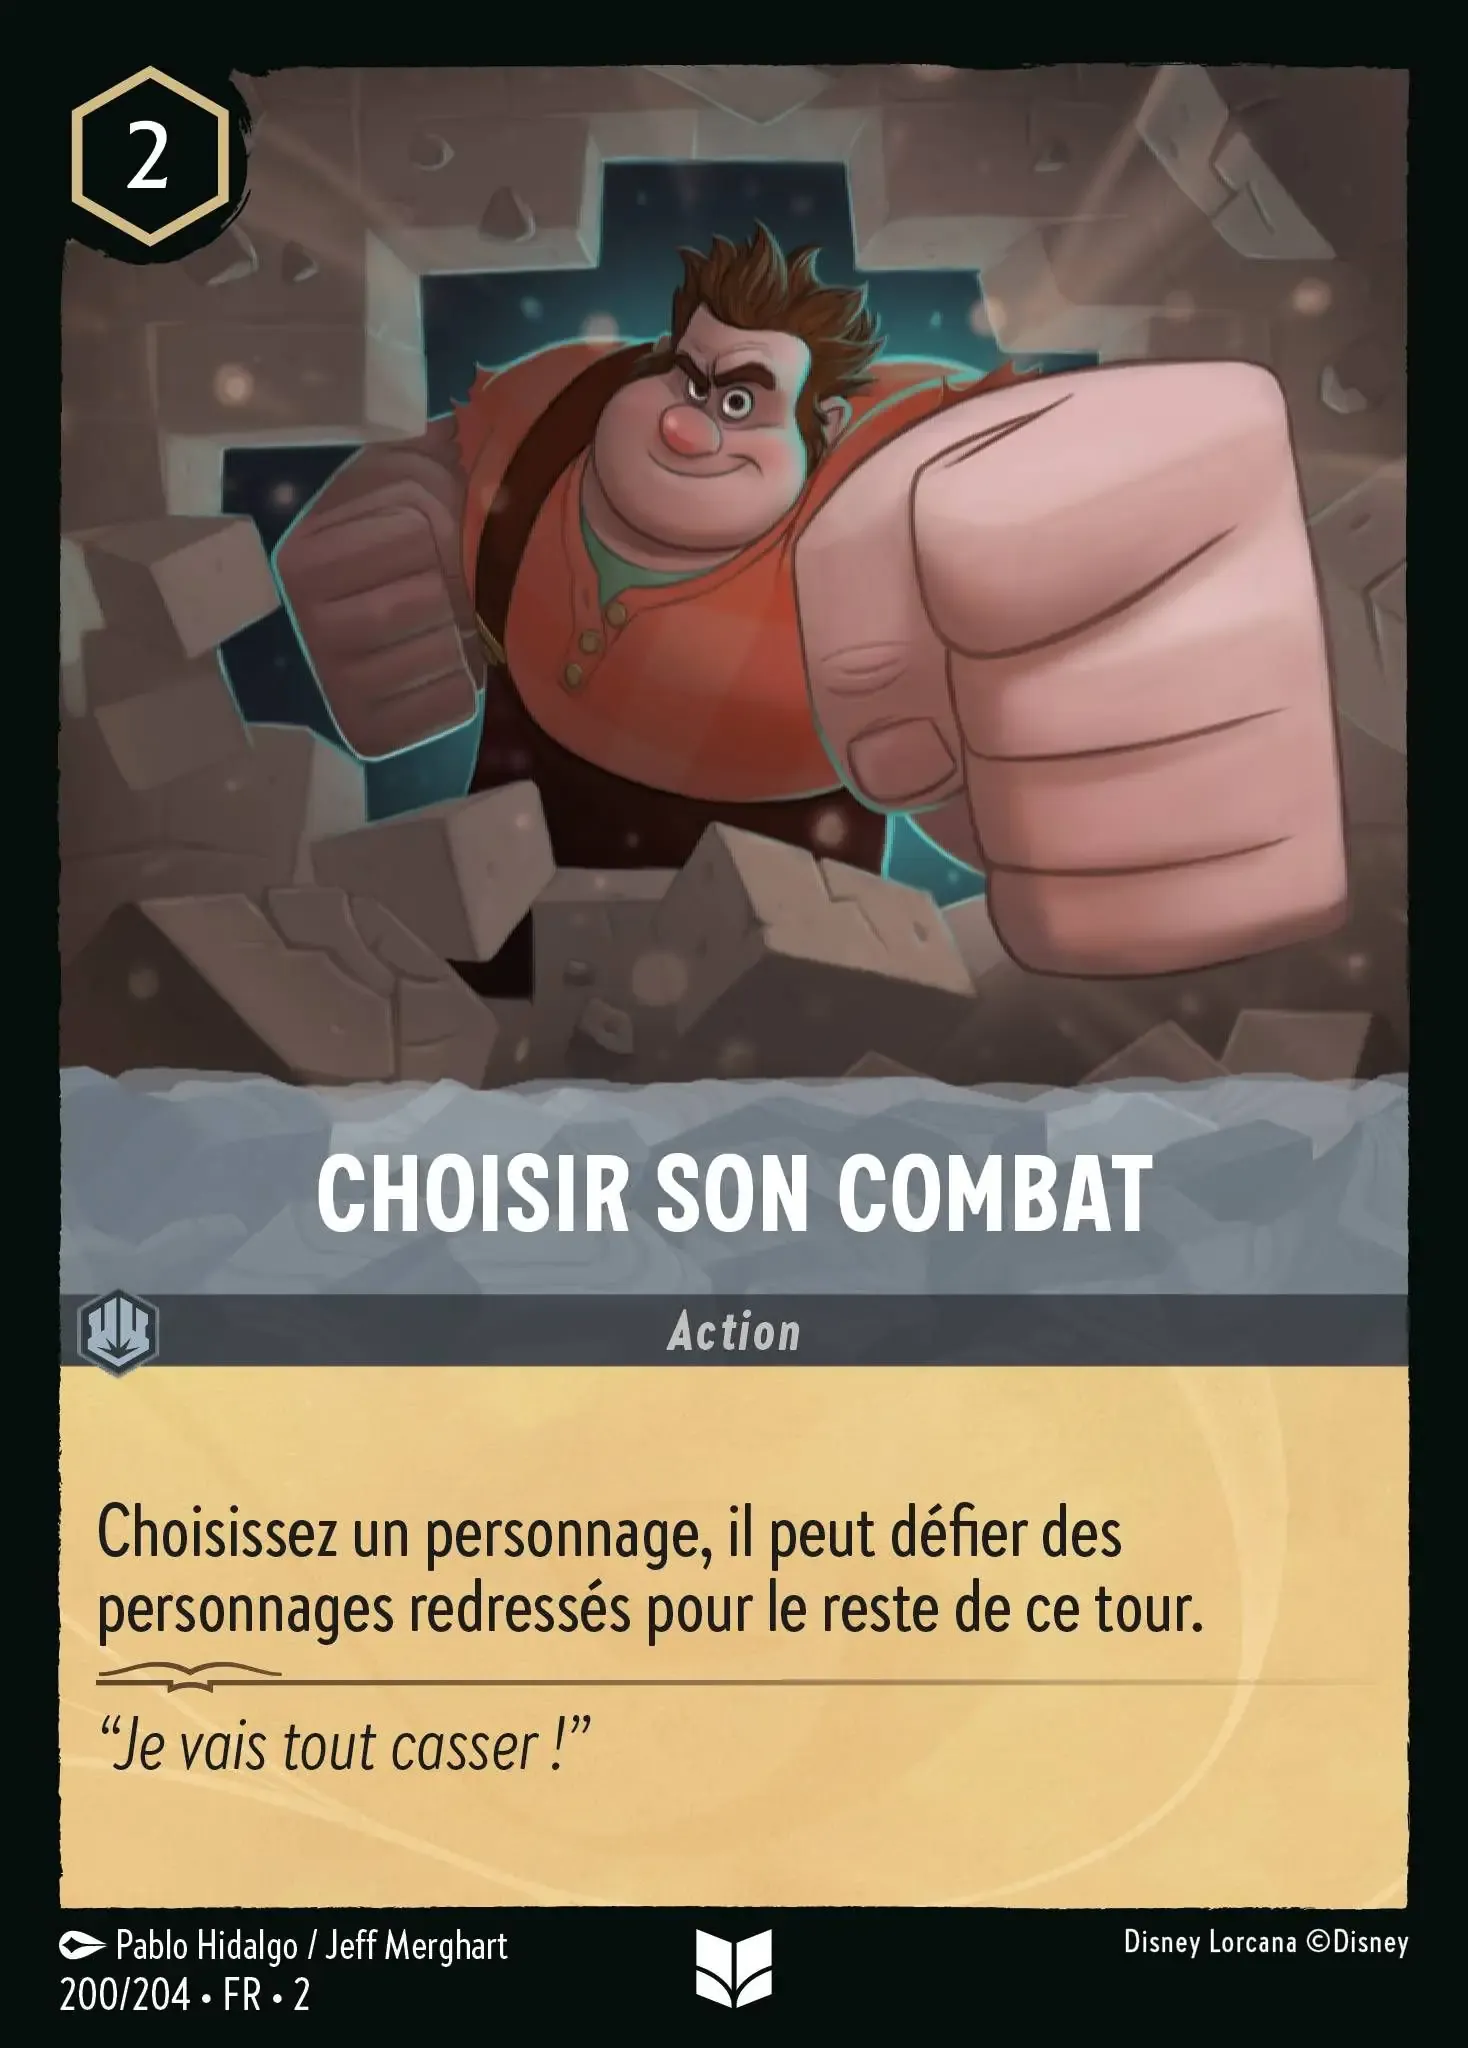 2
CHOISIR SON COMBAT
Action
Choisissez un personnage, il peut défier des
personnages redressés pour le reste de ce tour.
“Je vais tout casser !”
Pablo Hidalgo / Jeff Merghart
Disney Lorcana ©Disney
200/204 • FR • 2